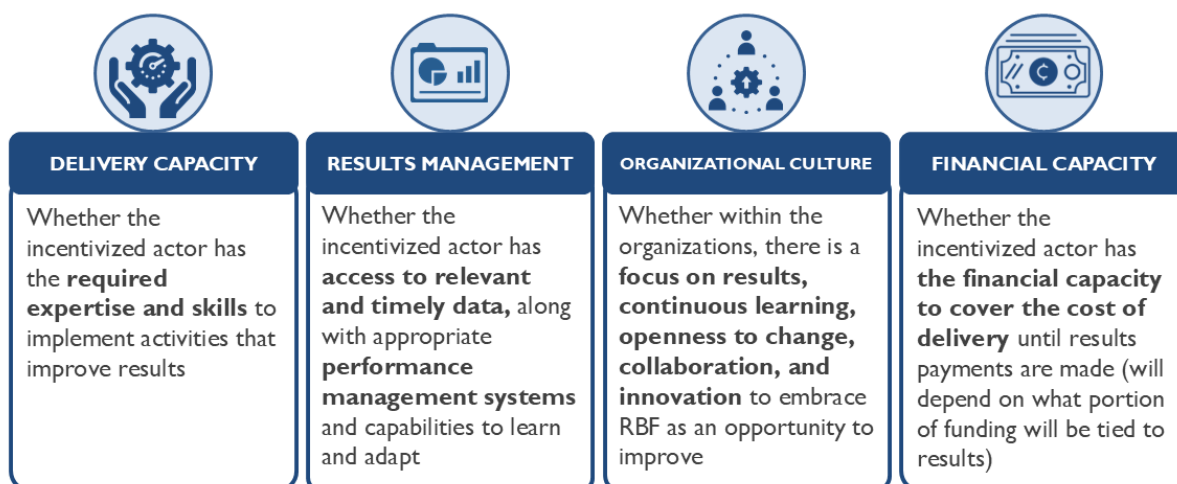 DELIVERY CAPACITY
Whether the
incentivized actor has
the required
expertise and skills to
implement activities that
improve results
RESULTS MANAGEMENT
Whether the
incentivized actor has
access to relevant
and timely data, along
with appropriate
performance
management systems
and capabilities to learn
and adapt
ORGANIZATIONAL CULTURE
Whether within the
organizations, there is a
focus on results,
continuous learning,
openness to change,
collaboration, and
innovation to embrace
RBF as an opportunity to
improve
FINANCIAL CAPACITY
Whether the
incentivized actor has
the financial capacity
to cover the cost of
delivery until results
payments are made (will
depend on what portion
of funding will be tied to
results)